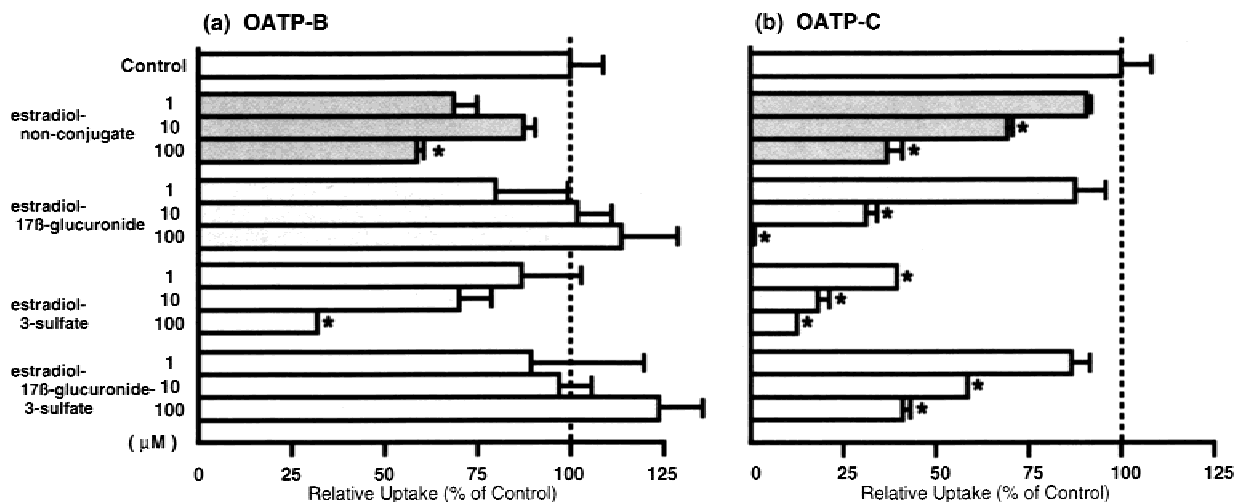 (a) OATP-B
(b) OATP-C
Control
estradiol-
non-conjugate
1
*
10
*
100
*
*
estradiol-
17ß-glucuronide
1
10
*
100
*
estradiol-
3-sulfate
1
*
10
*
100
*
*
estradiol-
17ß-glucuronide-
3-sulfate
1
10
*
100
*
( µM )
0 25 50 75 100 125
0 25 50 75 100 125
Relative Uptake (% of Control)
Relative Uptake (% of Control)